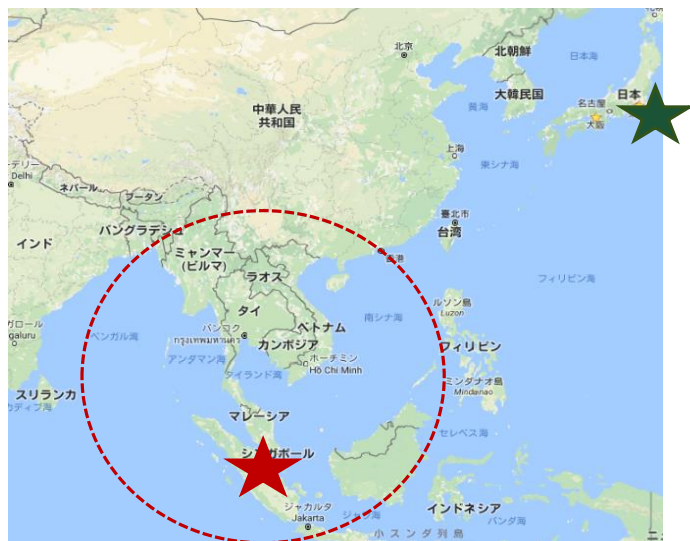 北京
北朝鮮
日本海
中華人民
共和国
大韓民国
黄海
日本
名古屋
大阪
上海
東シナ海
デリー
Delhi
ネパール
ブータン
臺北市
台湾
バングラデシュ
インド
ミャンマー
(ビルマ)
香港
ラオス
フィリピン海
タイ
ルソン島
Luzon
南シナ海
ガロール
galuru
ベンガル湾
バンコク
กรุงเทพมหานคร
ベトナム
カンボジア
フィリピン
アンダマン海
ホーチミン
Hồ Chí Minh
タイランド湾
ミンダナオ島
Mindanao
スリランカ
カディブ海
マレーシア
セレベス海
シンガポール
ジャカルタ
Jakarta
ジャワ海
インドネシア
バンダ海
小スンダ列島